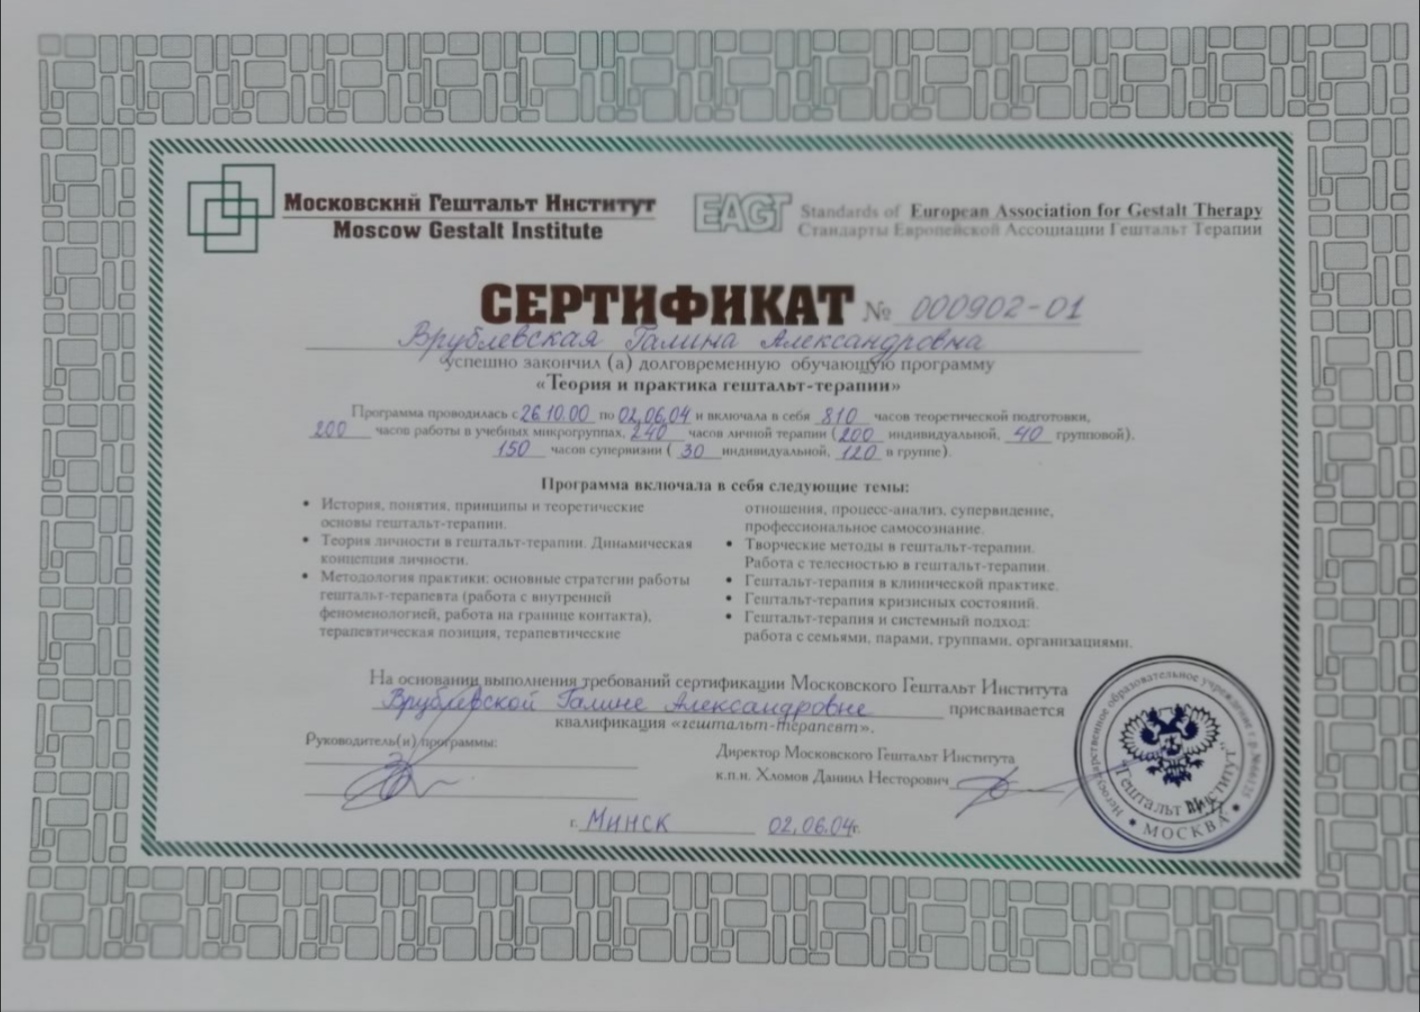 Московский Гештальт Институт
Moscow Gestalt Institute
EAGT
Standards of European Association for Gestalt Therapy
Стандарты Европейской Ассоциации Гештальт Терапии
СЕРТИФИКАТ № 000902-01
Врублевская Галина Александровна
успешно закончил (а) долговременную обучающую программу
«Теория и практика гештальт-терапии»
Программа проводилась с 26.10.00 по 02.06.04 и включала в себя 810 часов теоретической подготовки,
200 часов работы в учебных микрогруппах, 240 часов личной терапии (200 индивидуальной, 40 групповой),
150 часов супервизии (30 индивидуальной, 120 в группе).
Программа включала в себя следующие темы:
• История, понятия, принципы и теоретические
основы гештальт-терапии.
• Теория личности в гештальт-терапии. Динамическая
концепция личности.
• Методология практики: основные стратегии работы
гештальт-терапевта (работа с внутренней
феноменологией, работа на границе контакта),
терапевтическая позиция, терапевтические
отношения, процесс-анализ, супервидение,
профессиональное самосознание.
• Творческие методы в гештальт-терапии.
Работа с телесностью в гештальт-терапии.
• Гештальт-терапия в клинической практике.
• Гештальт-терапия кризисных состояний.
• Гештальт-терапия и системный подход:
работа с семьями, парами, группами, организациями.
На основании выполнения требований сертификации Московского Гештальт Института
Врублевской Галине Александровне присваивается
квалификация «гештальт-терапевт».
Руководитель(и) программы:
Директор Московского Гештальт Института
к.п.н. Хломов Даниил Несторович
г. Минск 02.06.04г.
Негосударственное образовательное учреждение
"Гештальт Институт"
• МОСКВА •